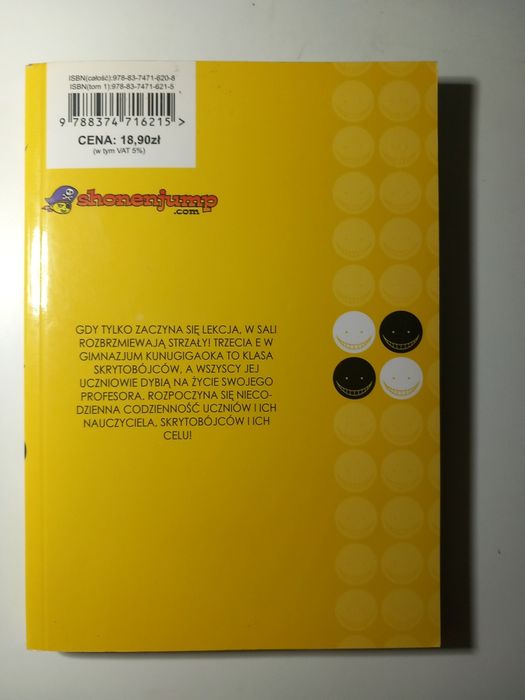 ISBN(całość):978-83-7471-620-8
ISBN(tom 1):978-83-7471-621-5
9 788374 716215 >
CENA: 18,90zł
(w tym VAT 5%)
shonenjump
.com
GDY TYLKO ZACZYNA SIĘ LEKCJA, W SALI
ROZBRZMIEWAJĄ STRZAŁY! TRZECIA E W
GIMNAZJUM KUNUGIGAOKA TO KLASA
SKRYTOBÓJCÓW, A WSZYSCY JEJ
UCZNIOWIE DYBIĄ NA ŻYCIE SWOJEGO
PROFESORA. ROZPOCZYNA SIĘ NIECO-
DZIENNA CODZIENNOŚĆ UCZNIÓW I ICH
NAUCZYCIELA, SKRYTOBÓJCÓW I ICH
CELU!